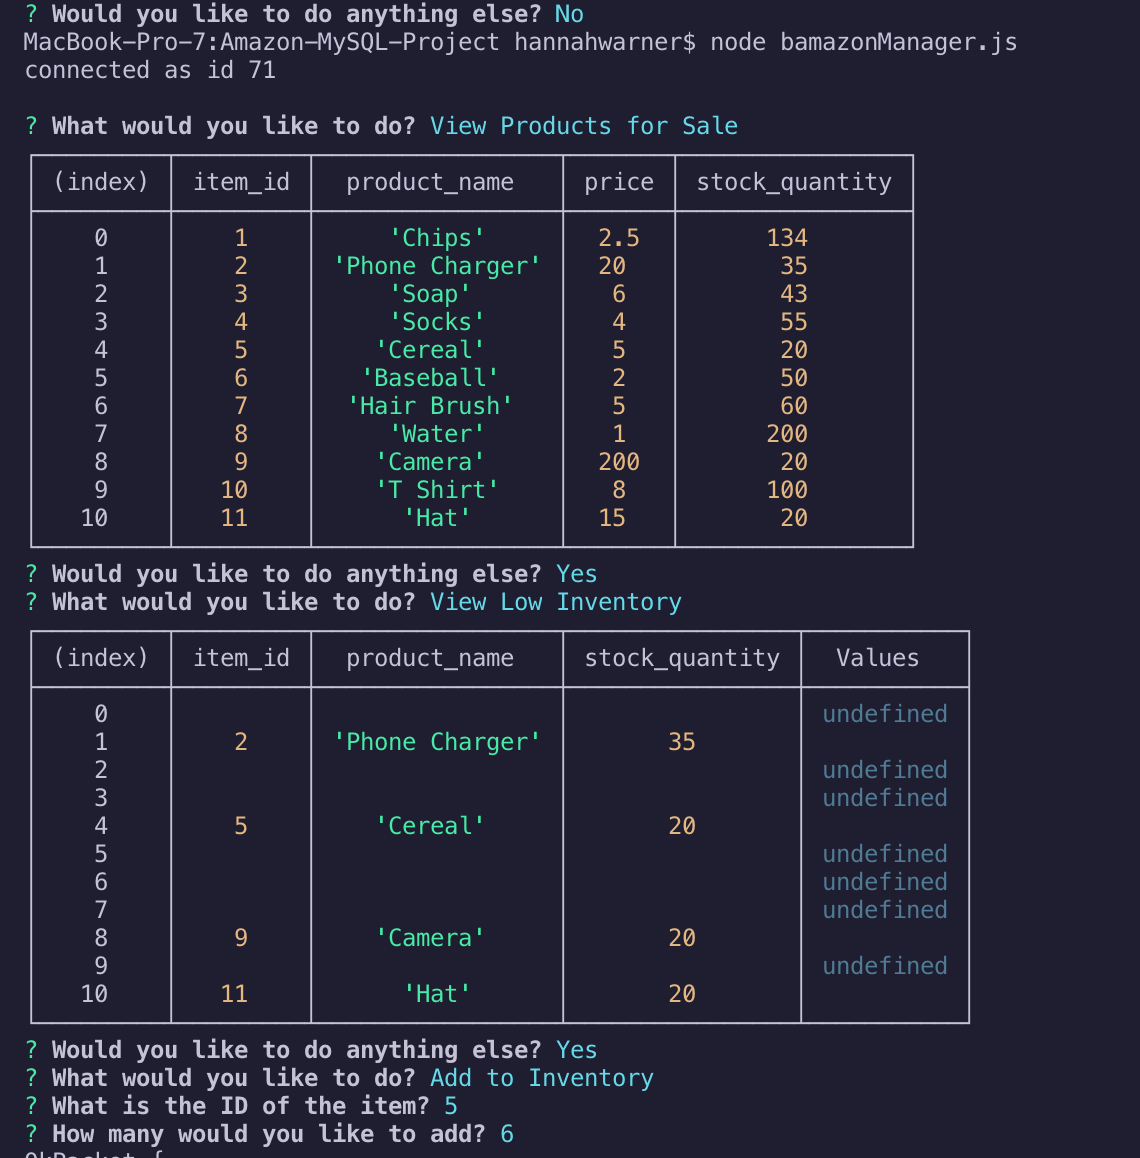 ? Would you like to do anything else? No
MacBook-Pro-7:Amazon-MySQL-Project hannahwarner$ node bamazonManager.js
connected as id 71
? What would you like to do? View Products for Sale
(index) item_id product_name price stock_quantity
0 1 'Chips' 2.5 134
1 2 'Phone Charger' 20 35
2 3 'Soap' 6 43
3 4 'Socks' 4 55
4 5 'Cereal' 5 20
5 6 'Baseball' 2 50
6 7 'Hair Brush' 5 60
7 8 'Water' 1 200
8 9 'Camera' 200 20
9 10 'T Shirt' 8 100
10 11 'Hat' 15 20
? Would you like to do anything else? Yes
? What would you like to do? View Low Inventory
(index) item_id product_name stock_quantity Values
0 undefined
1 2 'Phone Charger' 35
2 undefined
3 undefined
4 5 'Cereal' 20
5 undefined
6 undefined
7 undefined
8 9 'Camera' 20
9 undefined
10 11 'Hat' 20
? Would you like to do anything else? Yes
? What would you like to do? Add to Inventory
? What is the ID of the item? 5
? How many would you like to add? 6
OkPacket {